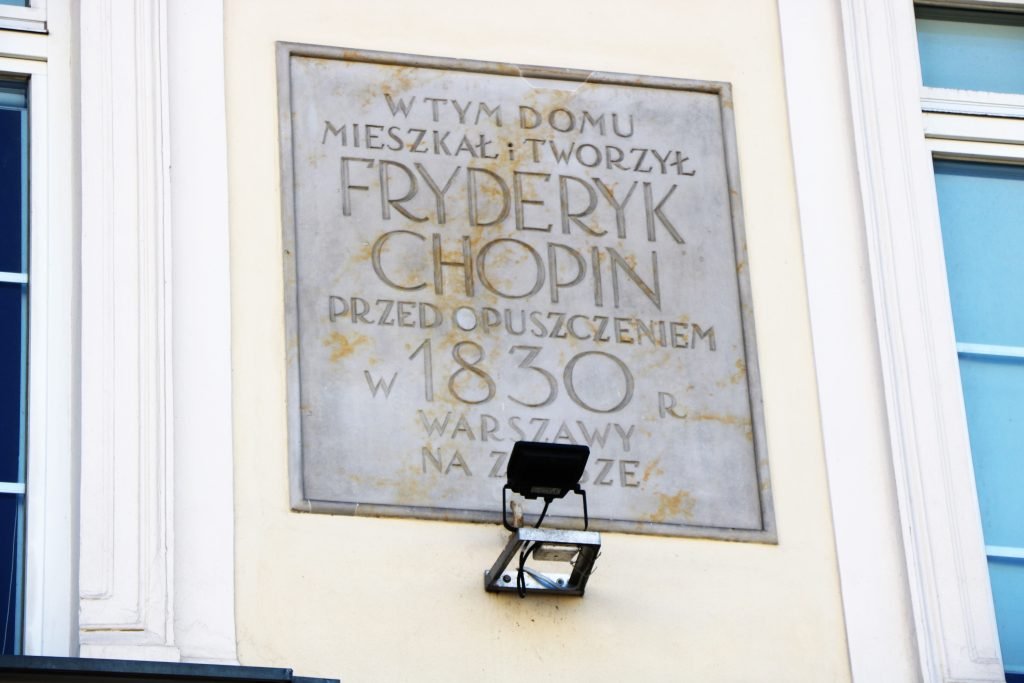 W TYM DOMU
MIESZKAŁ i TWORZYŁ
FRYDERYK
CHOPIN
PRZED OPUSZCZENIEM
W 1830 R
WARSZAWY
NA